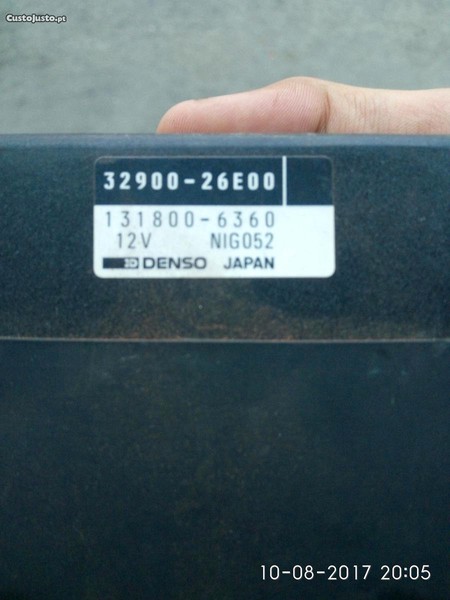 CustoJusto.pt
32900-26E00
131800-6360
12V NIG052
DENSO JAPAN
10-08-2017 20:05